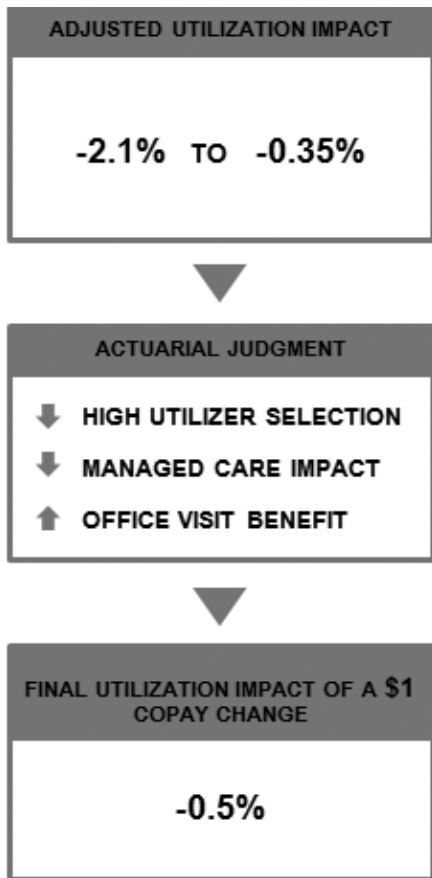 ADJUSTED UTILIZATION IMPACT
-2.1% TO -0.35%
ACTUARIAL JUDGMENT
HIGH UTILIZER SELECTION
MANAGED CARE IMPACT
OFFICE VISIT BENEFIT
FINAL UTILIZATION IMPACT OF A $1
COPAY CHANGE
-0.5%